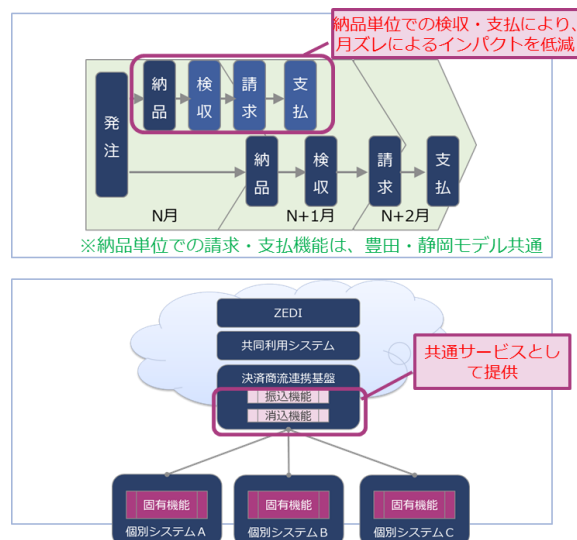 納品単位での検収・支払により、
月ズレによるインパクトを低減
発注
納品
検収
請求
支払
納品
検収
請求
支払
N月
N+1月
N+2月
※納品単位での請求・支払機能は、豊田・静岡モデル共通
ZEDI
共同利用システム
決済商流連携基盤
振込機能
消込機能
共通サービスとし
て提供
固有機能
固有機能
固有機能
個別システムA
個別システムB
個別システムC